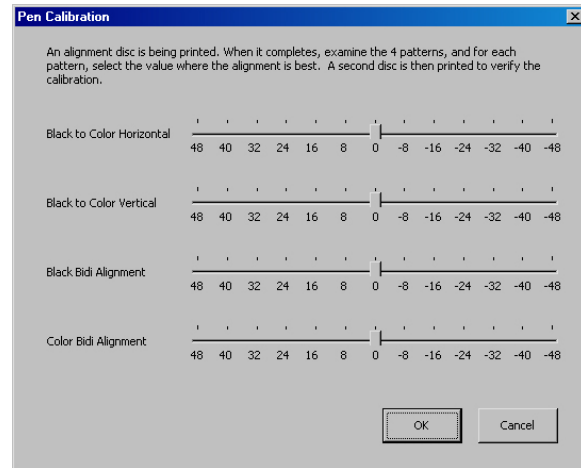 Pen Calibration
An alignment disc is being printed. When it completes, examine the 4 patterns, and for each
pattern, select the value where the alignment is best. A second disc is then printed to verify the
calibration.
Black to Color Horizontal
48 40 32 24 16 8 0 -8 -16 -24 -32 -40 -48
Black to Color Vertical
48 40 32 24 16 8 0 -8 -16 -24 -32 -40 -48
Black Bidi Alignment
48 40 32 24 16 8 0 -8 -16 -24 -32 -40 -48
Color Bidi Alignment
48 40 32 24 16 8 0 -8 -16 -24 -32 -40 -48
OK Cancel